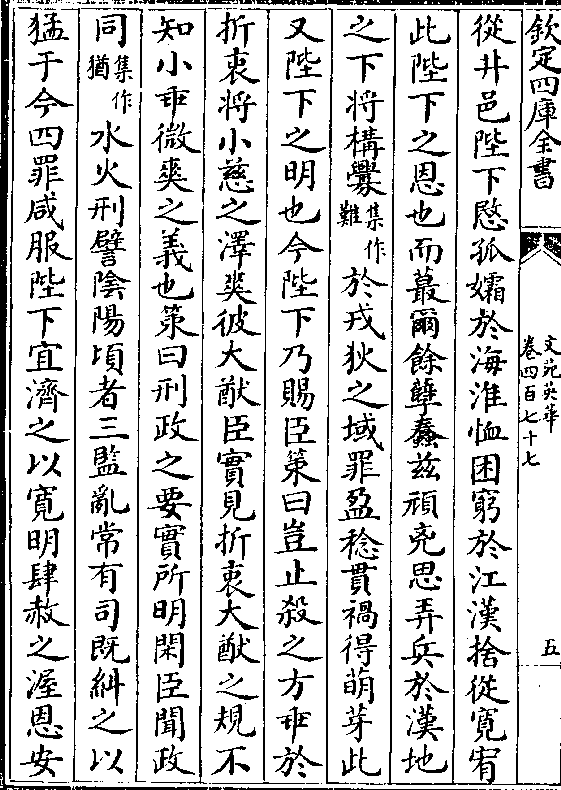 欽定四庫全書
文苑英華
卷四百七十七
五
從井邑陛下愍孤孀於海淮恤困窮於江漢捨從寛宥
此陛下之恩也而蕞爾餘孽蠢茲頑兇思弄兵於漢地
之下將構釁集作難於戎狄之域罪盈稔貫禍得萌芽此
又陛下之明也今陛下乃賜臣策曰豈止殺之方乖於
折衷將小慈之澤爽彼大猷臣實見折衷大猷之規不
知小乖微爽之義也策曰刑政之要實所明閑臣聞政
同集作猶水火刑譬陰陽頃者三監亂常有司既糾之以
猛于今四罪咸服陛下宜濟之以寛明肆赦之渥恩安